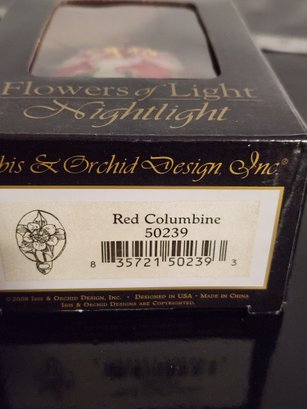 Flowers of Light
Nightlight
bis & Orchid Design, Inc.®
Red Columbine
50239
8 35721 50239 3
©2008 Ibis & Orchid Design, Inc. • Designed in USA • Made in China
Ibis & Orchid Designs are Copyrighted.